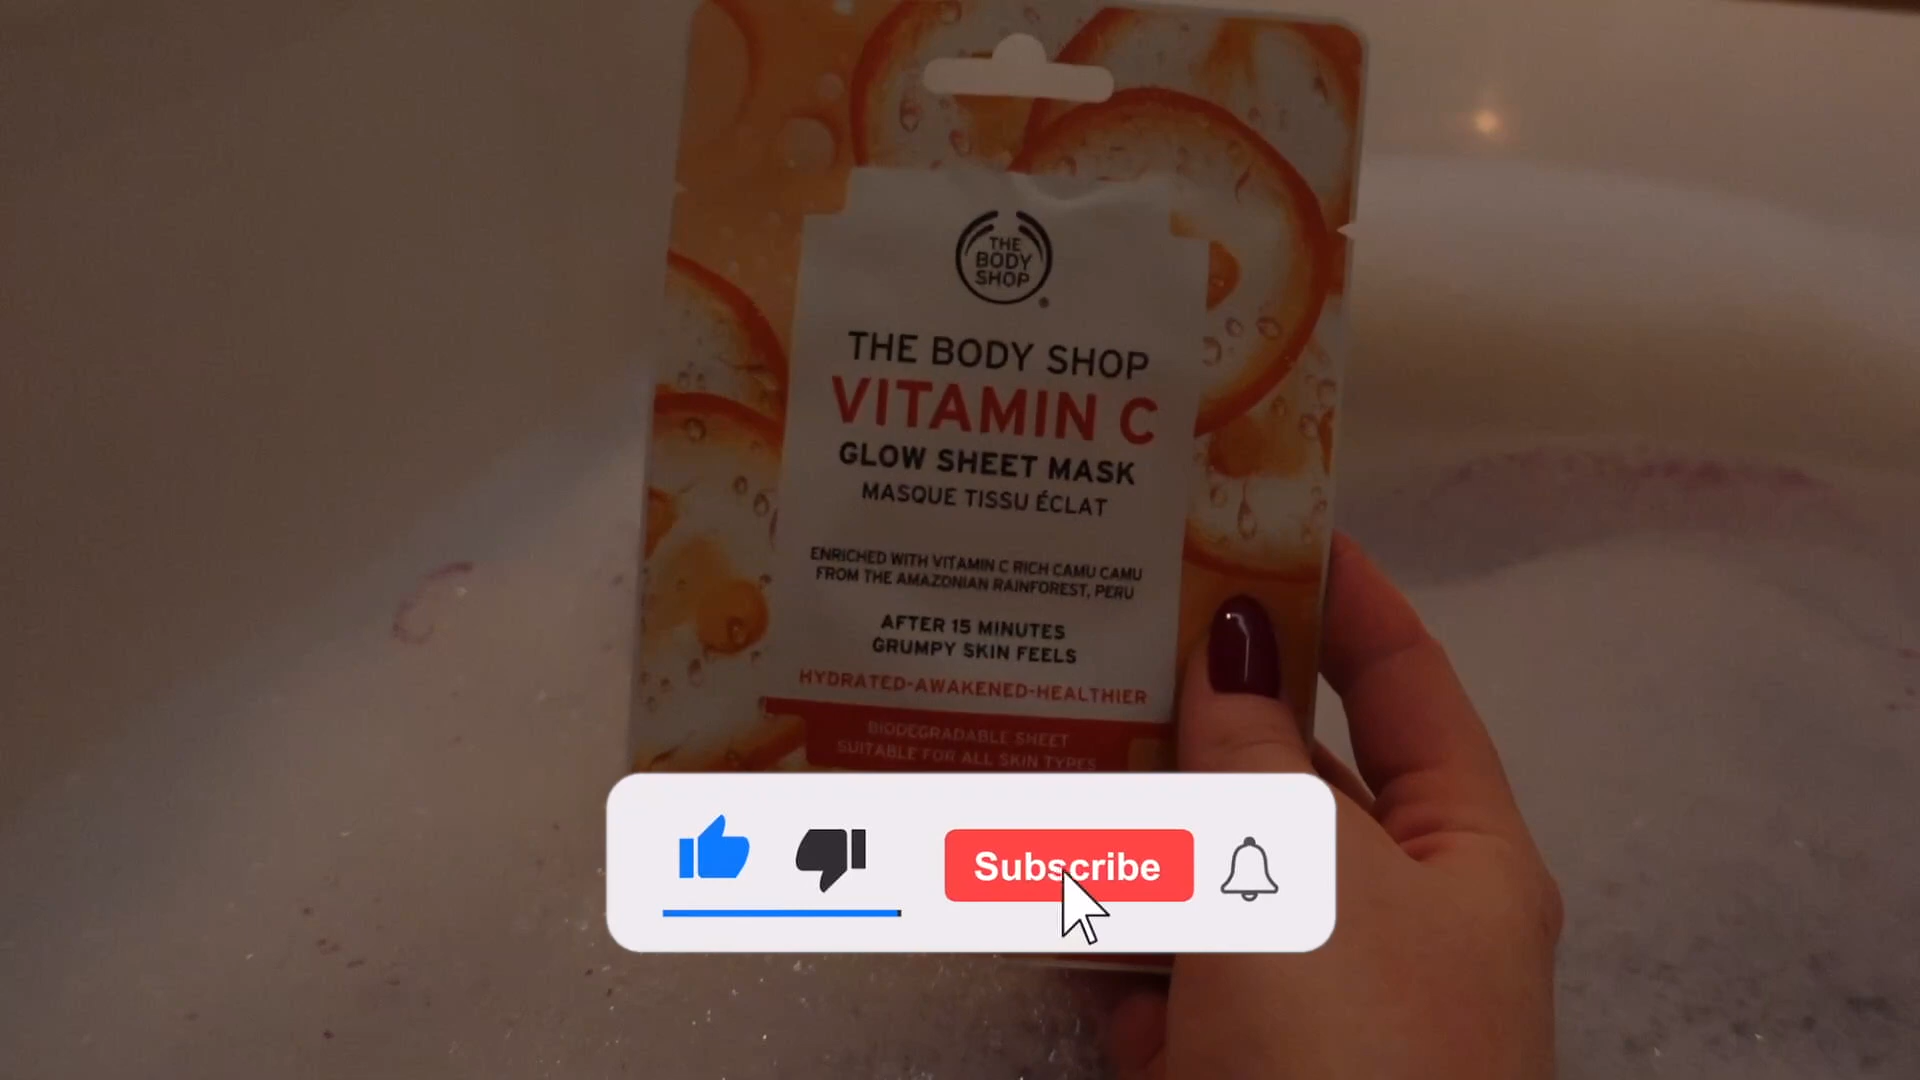 THE
BODY
SHOP
THE BODY SHOP
VITAMIN C
GLOW SHEET MASK
MASQUE TISSU ÉCLAT
ENRICHED WITH VITAMIN C RICH CAMU CAMU
FROM THE AMAZONIAN RAINFOREST, PERU
AFTER 15 MINUTES
GRUMPY SKIN FEELS
HYDRATED-AWAKENED-HEALTHIER
BIODEGRADABLE SHEET
SUITABLE FOR ALL SKIN TYPES
Subscribe